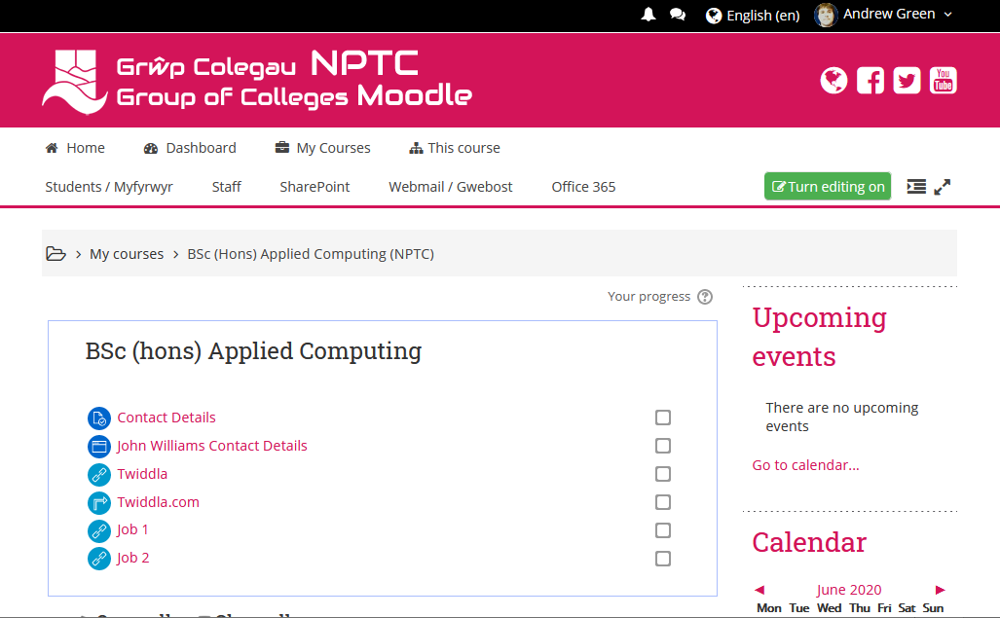 English (en) Andrew Green
Grŵp Colegau NPTC
Group of Colleges Moodle
You
Tube
Home Dashboard My Courses This course
Students / Myfyrwyr Staff SharePoint Webmail / Gwebost Office 365 Turn editing on
My courses BSc (Hons) Applied Computing (NPTC)
Your progress
BSc (hons) Applied Computing
Contact Details
John Williams Contact Details
Twiddla
Twiddla.com
Job 1
Job 2
Upcoming
events
There are no upcoming
events
Go to calendar...
Calendar
◄ June 2020 ►
Mon Tue Wed Thu Fri Sat Sun